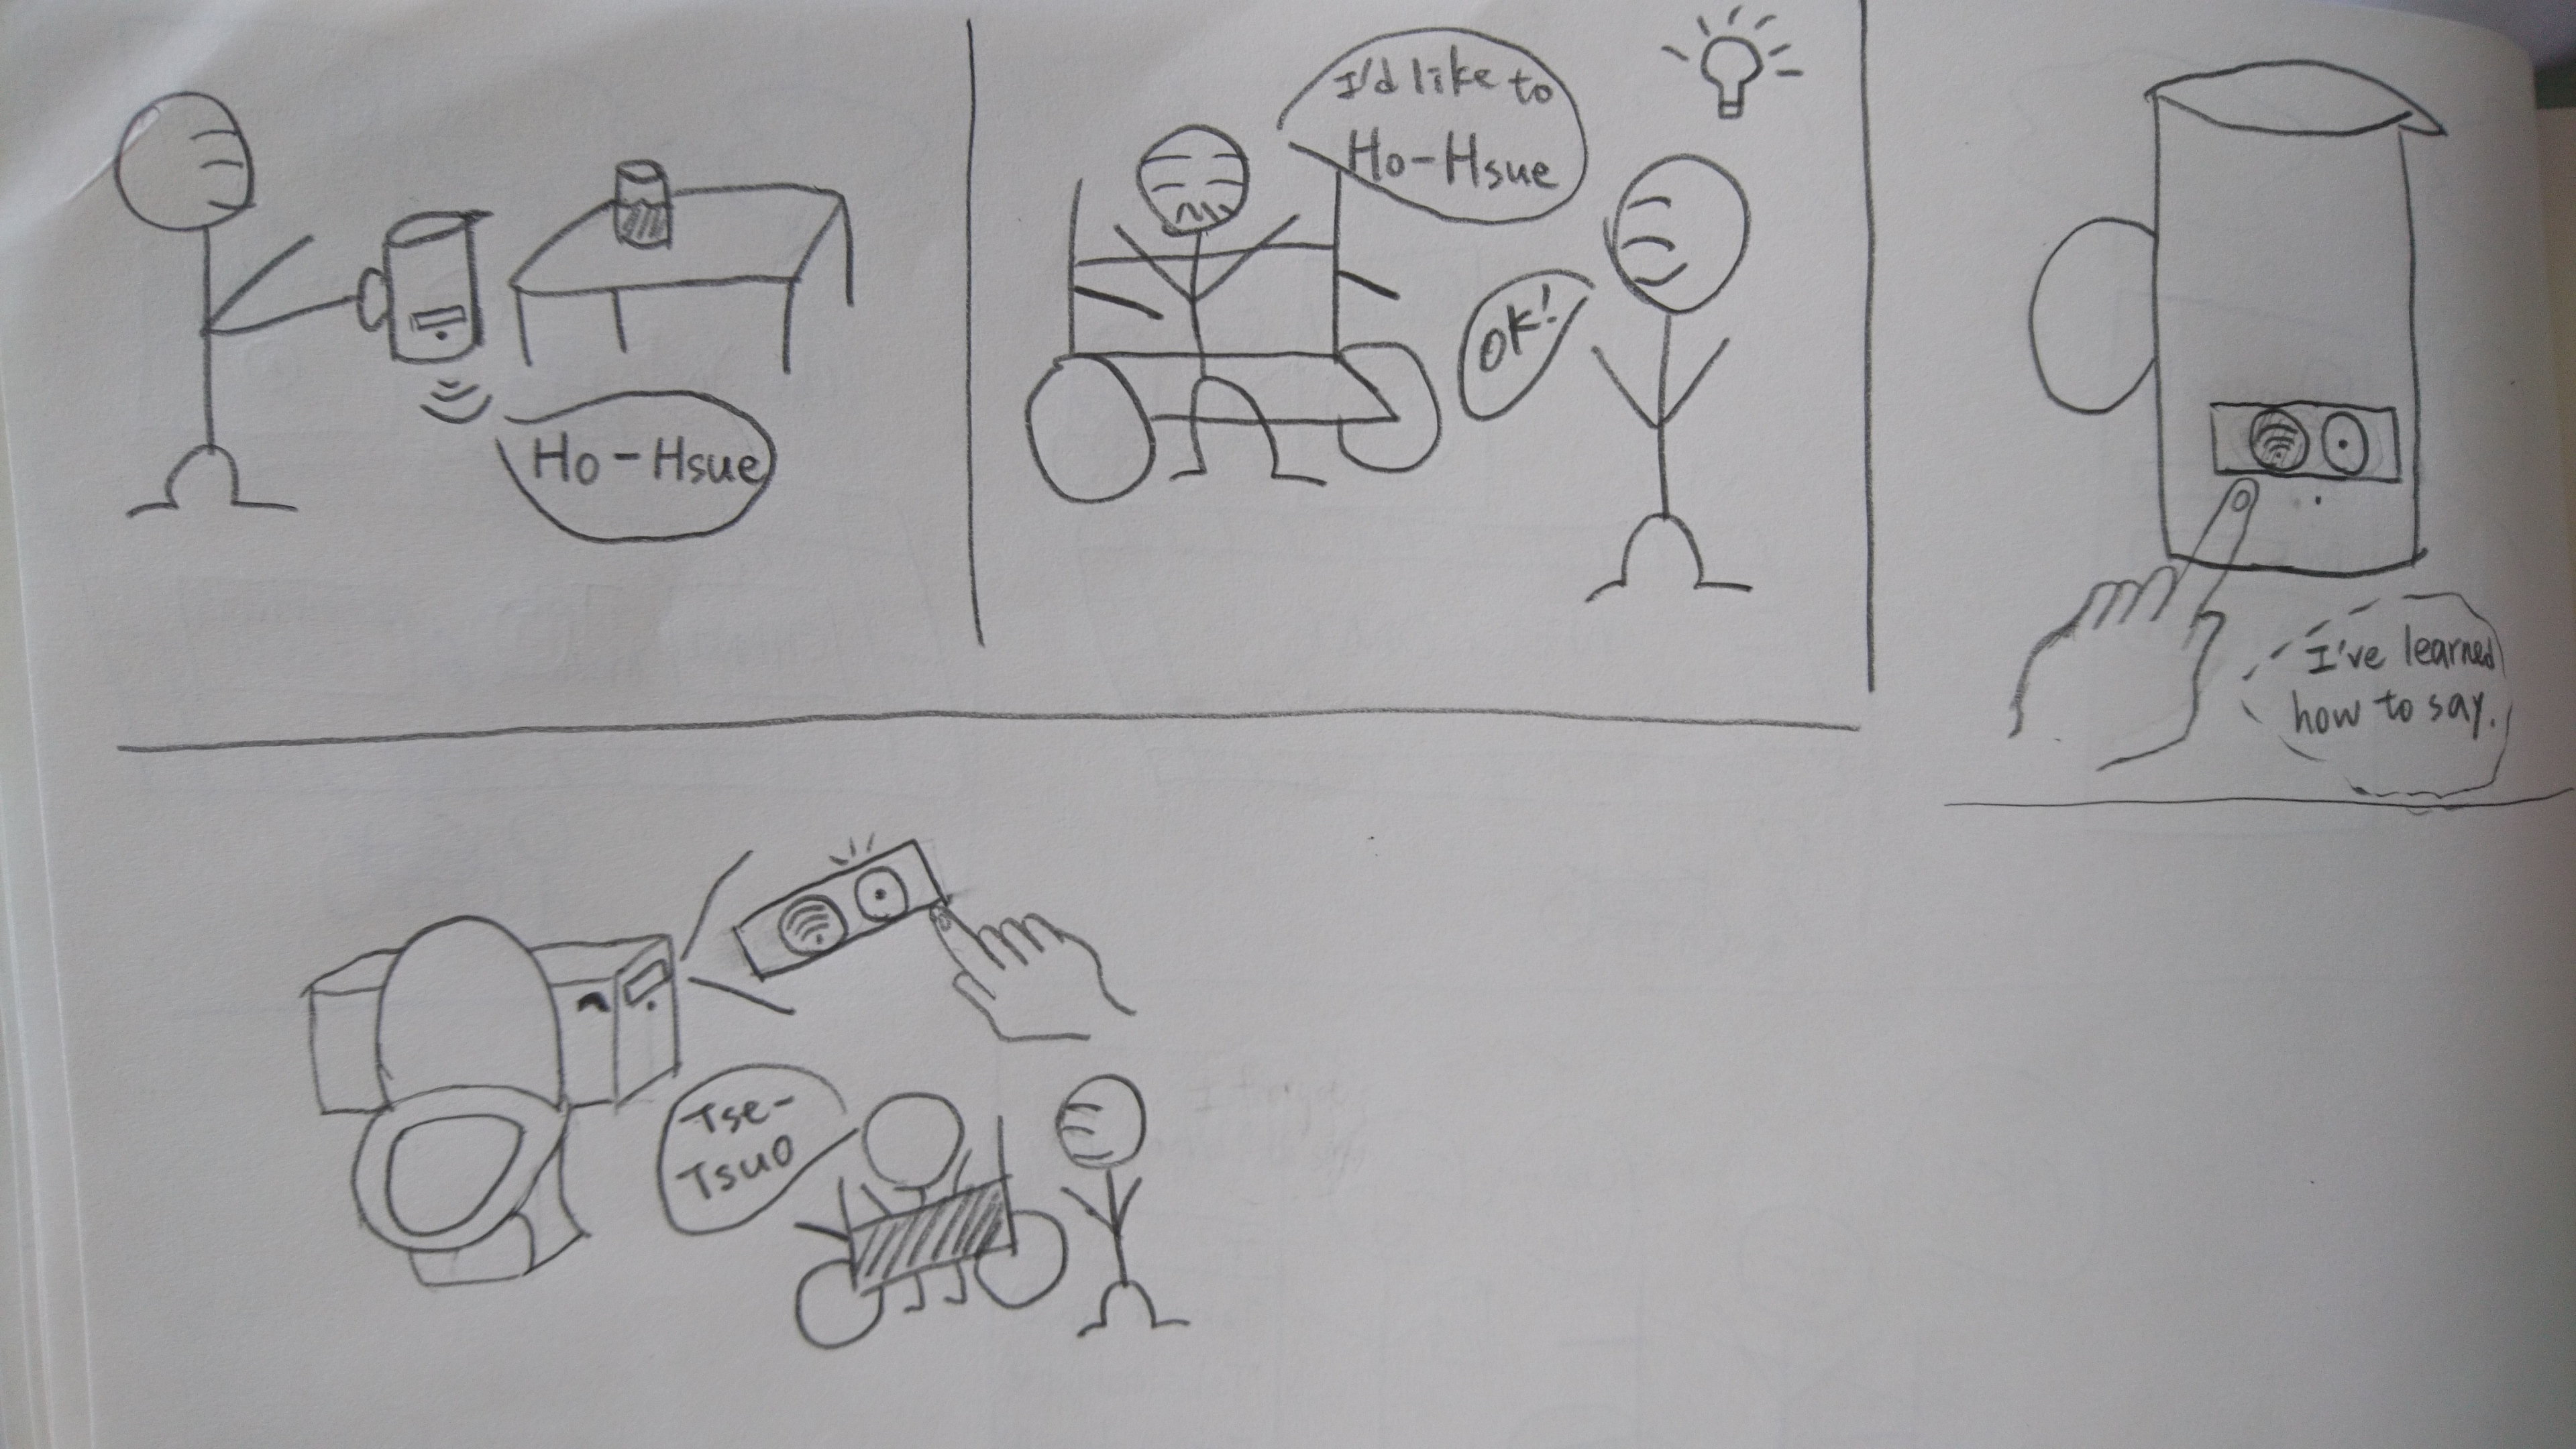 Ho-Hsue
I'd like to
Ho-Hsue
OK!
I've learned
how to say.
Tse-
Tsuo